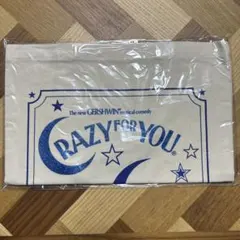 The new GERSHWIN® musical comedy
CRAZY FOR YOU®